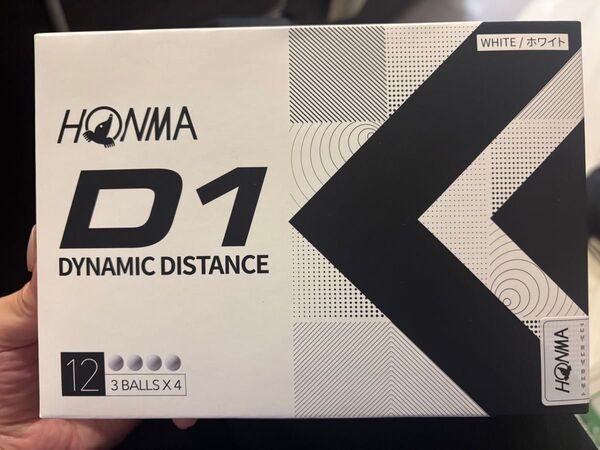 WHITE / ホワイト
HONMA
D1
DYNAMIC DISTANCE
12
3 BALLS X 4
HONMA